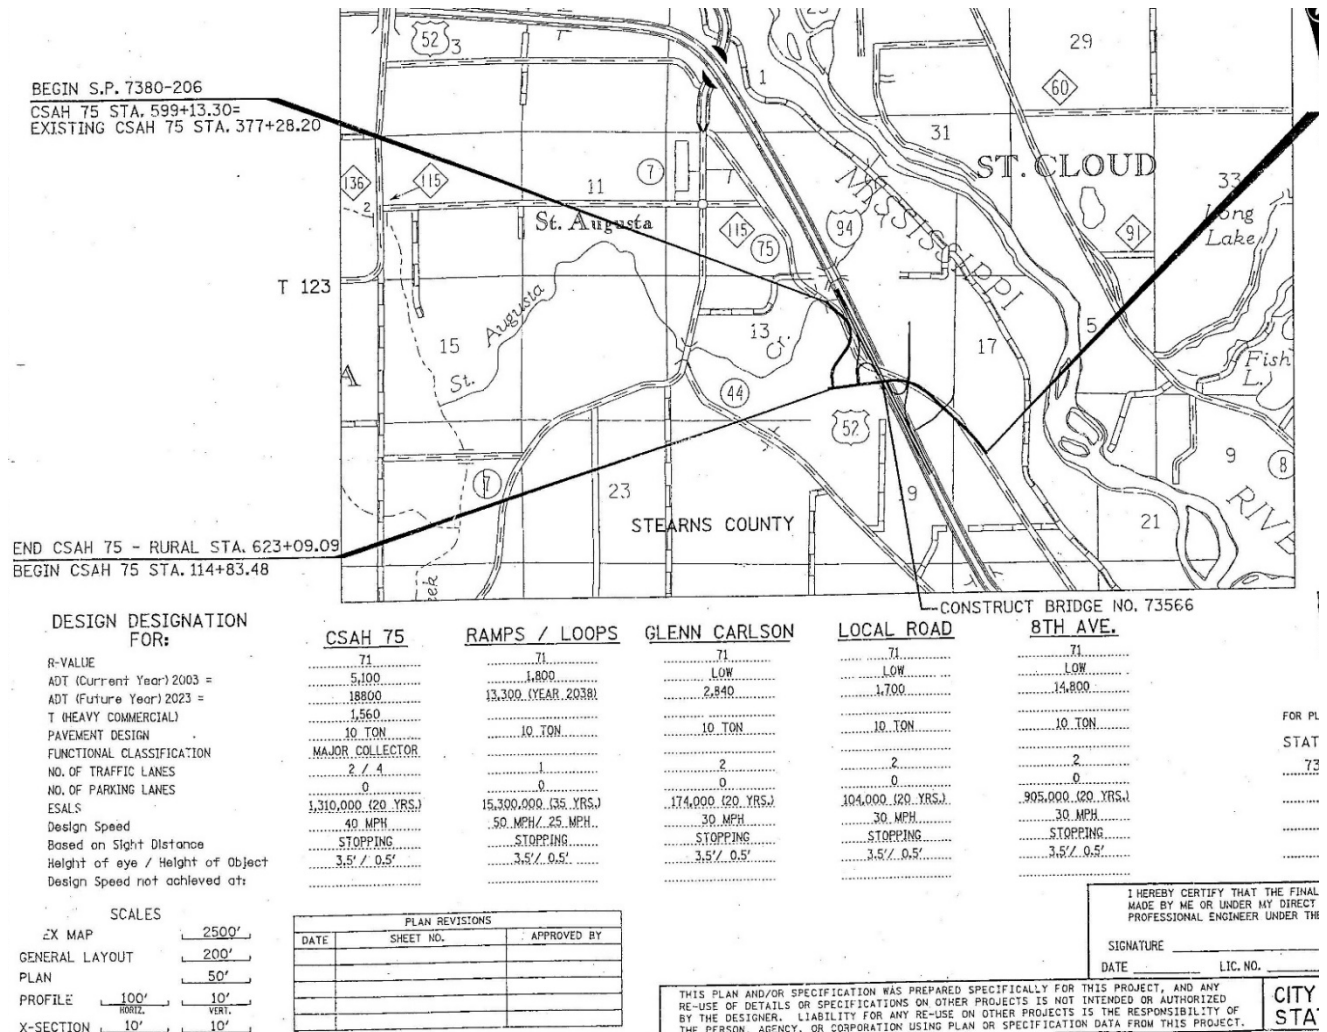 BEGIN S.P. 7380-206
CSAH 75 STA. 599+13.30=
EXISTING CSAH 75 STA. 377+28.20
52
3
1
29
60
31
ST. CLOUD
136
115
2
11
7
St. Augusta
115
75
94
MISSISSIPPI
33
91
Long
Lake
T 123
15
St. Augusta
13
Cr.
17
5
Fish
L.
A
44
52
7
23
9
8
21
RIVE
STEARNS COUNTY
END CSAH 75 - RURAL STA. 623+09.09
BEGIN CSAH 75 STA. 114+83.48
eek
CONSTRUCT BRIDGE NO. 73566
DESIGN DESIGNATION
FOR:
CSAH 75 RAMPS / LOOPS GLENN CARLSON LOCAL ROAD 8TH AVE.
R-VALUE 71 71 71 71 71
ADT (Current Year) 2003 = 5,100 1,800 LOW LOW LOW
ADT (Future Year) 2023 = 18800 13,300 (YEAR 2038) 2,840 1,700 14,800
T (HEAVY COMMERCIAL) 1,560
PAVEMENT DESIGN 10 TON 10 TON 10 TON 10 TON 10 TON
FUNCTIONAL CLASSIFICATION MAJOR COLLECTOR
NO. OF TRAFFIC LANES 2 / 4 1 2 2 2
NO. OF PARKING LANES 0 0 0 0 0
ESALS 1,310,000 (20 YRS.) 15,300,000 (35 YRS.) 174,000 (20 YRS.) 104,000 (20 YRS.) 905,000 (20 YRS.)
Design Speed 40 MPH 50 MPH/ 25 MPH 30 MPH 30 MPH 30 MPH
Based on Sight Distance STOPPING STOPPING STOPPING STOPPING STOPPING
Height of eye / Height of Object 3.5'/ 0.5' 3.5'/ 0.5' 3.5'/ 0.5' 3.5'/ 0.5' 3.5'/ 0.5'
Design Speed not achieved at:
FOR PL
STAT
73
SCALES
EX MAP 2500'
GENERAL LAYOUT 200'
PLAN 50'
PROFILE 100' 10'
HORIZ. VERT.
X-SECTION 10' 10'
PLAN REVISIONS
DATE SHEET NO. APPROVED BY
I HEREBY CERTIFY THAT THE FINAL
MADE BY ME OR UNDER MY DIRECT
PROFESSIONAL ENGINEER UNDER THE
SIGNATURE
DATE LIC. NO.
THIS PLAN AND/OR SPECIFICATION WAS PREPARED SPECIFICALLY FOR THIS PROJECT, AND ANY
RE-USE OF DETAILS OR SPECIFICATIONS ON OTHER PROJECTS IS NOT INTENDED OR AUTHORIZED
BY THE DESIGNER. LIABILITY FOR ANY RE-USE ON OTHER PROJECTS IS THE RESPONSIBILITY OF
THE PERSON, AGENCY, OR CORPORATION USING PLAN OR SPECIFICATION DATA FROM THIS PROJECT.
CITY
STA